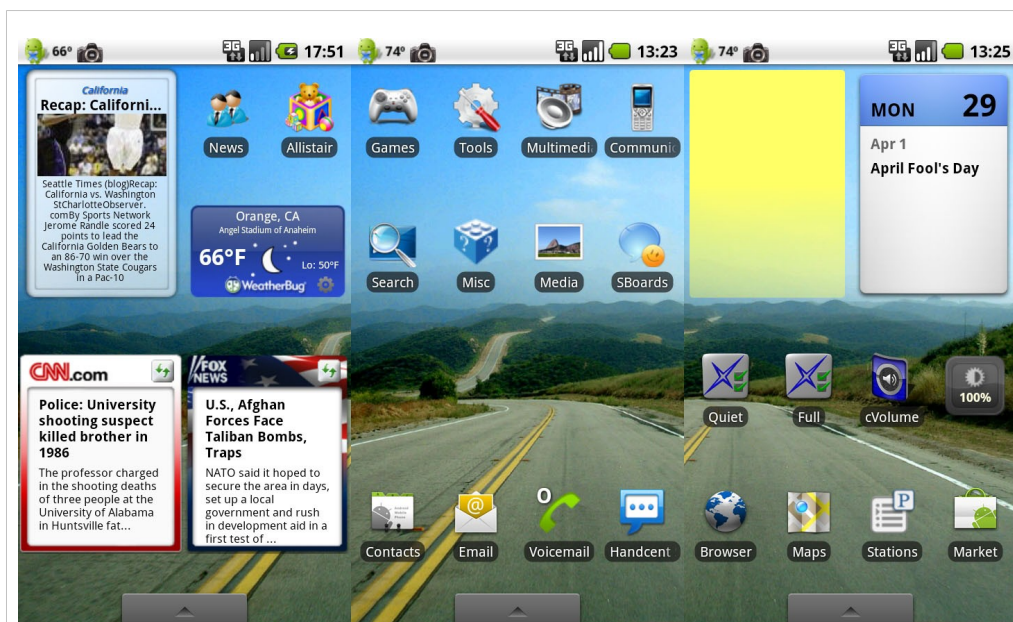 66°
3G
17:51
California
Recap: Californi...
Seattle Times (blog)Recap:
California vs. Washington
StCharlotteObserver.
comBy Sports Network
Jerome Randle scored 24
points to lead the
California Golden Bears to
an 86-70 win over the
Washington State Cougars
in a Pac-10
News
Allistair
Orange, CA
Angel Stadium of Anaheim
66°F
Lo: 50°F
WeatherBug
CNN.com
Police: University
shooting suspect
killed brother in
1986
The professor charged
in the shooting deaths
of three people at the
University of Alabama
in Huntsville fat...
FOX
NEWS
U.S., Afghan
Forces Face
Taliban Bombs,
Traps
NATO said it hoped to
secure the area in days,
set up a local
government and rush
in development aid in a
first test of ...
74°
3G
13:23
Games
Tools
Multimedi
Communic
Search
Misc
Media
SBoards
Contacts
Email
Voicemail
Handcent
74°
3G
13:25
MON
29
Apr 1
April Fool's Day
Quiet
Full
cVolume
100%
Browser
Maps
P
Stations
Market